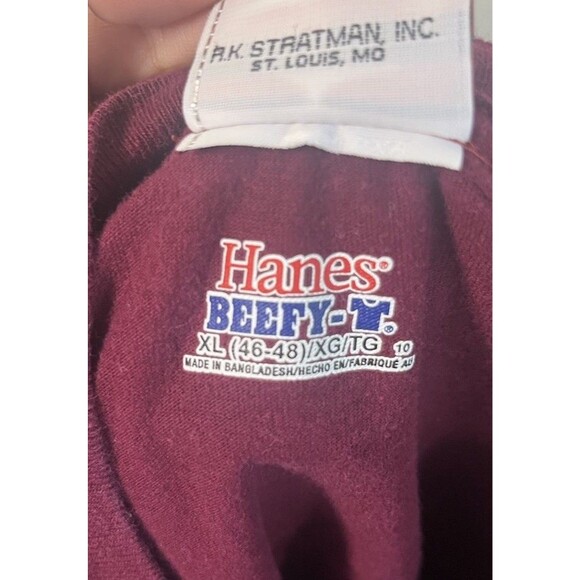 R.K. STRATMAN, INC.
ST. LOUIS, MO
Hanes®
BEEFY-T®
XL (46-48)/XG/TG 10
MADE IN BANGLADESH/HECHO EN/FABRIQUÉ AU